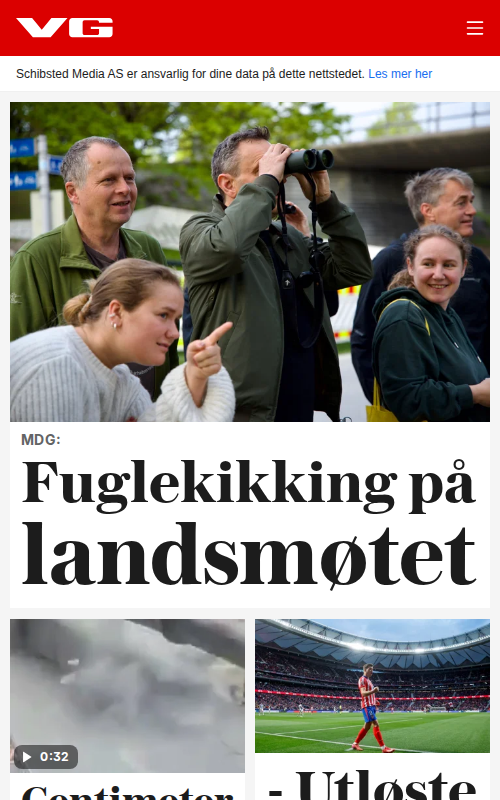 VG
Schibsted Media AS er ansvarlig for dine data på dette nettstedet. Les mer her
MDG:
Fuglekikking på
landsmøtet
0:32
Centimeter
- Utløste